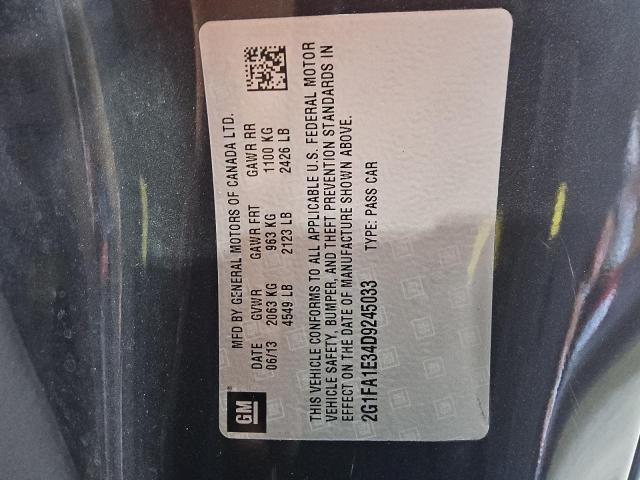 GM
MFD BY GENERAL MOTORS OF CANADA LTD.
DATE GVWR GAWR FRT GAWR RR
06/13 2063 KG 963 KG 1100 KG
4549 LB 2123 LB 2426 LB
THIS VEHICLE CONFORMS TO ALL APPLICABLE U.S. FEDERAL MOTOR
VEHICLE SAFETY, BUMPER, AND THEFT PREVENTION STANDARDS IN
EFFECT ON THE DATE OF MANUFACTURE SHOWN ABOVE.
2G1FA1E34D9245033 TYPE: PASS CAR